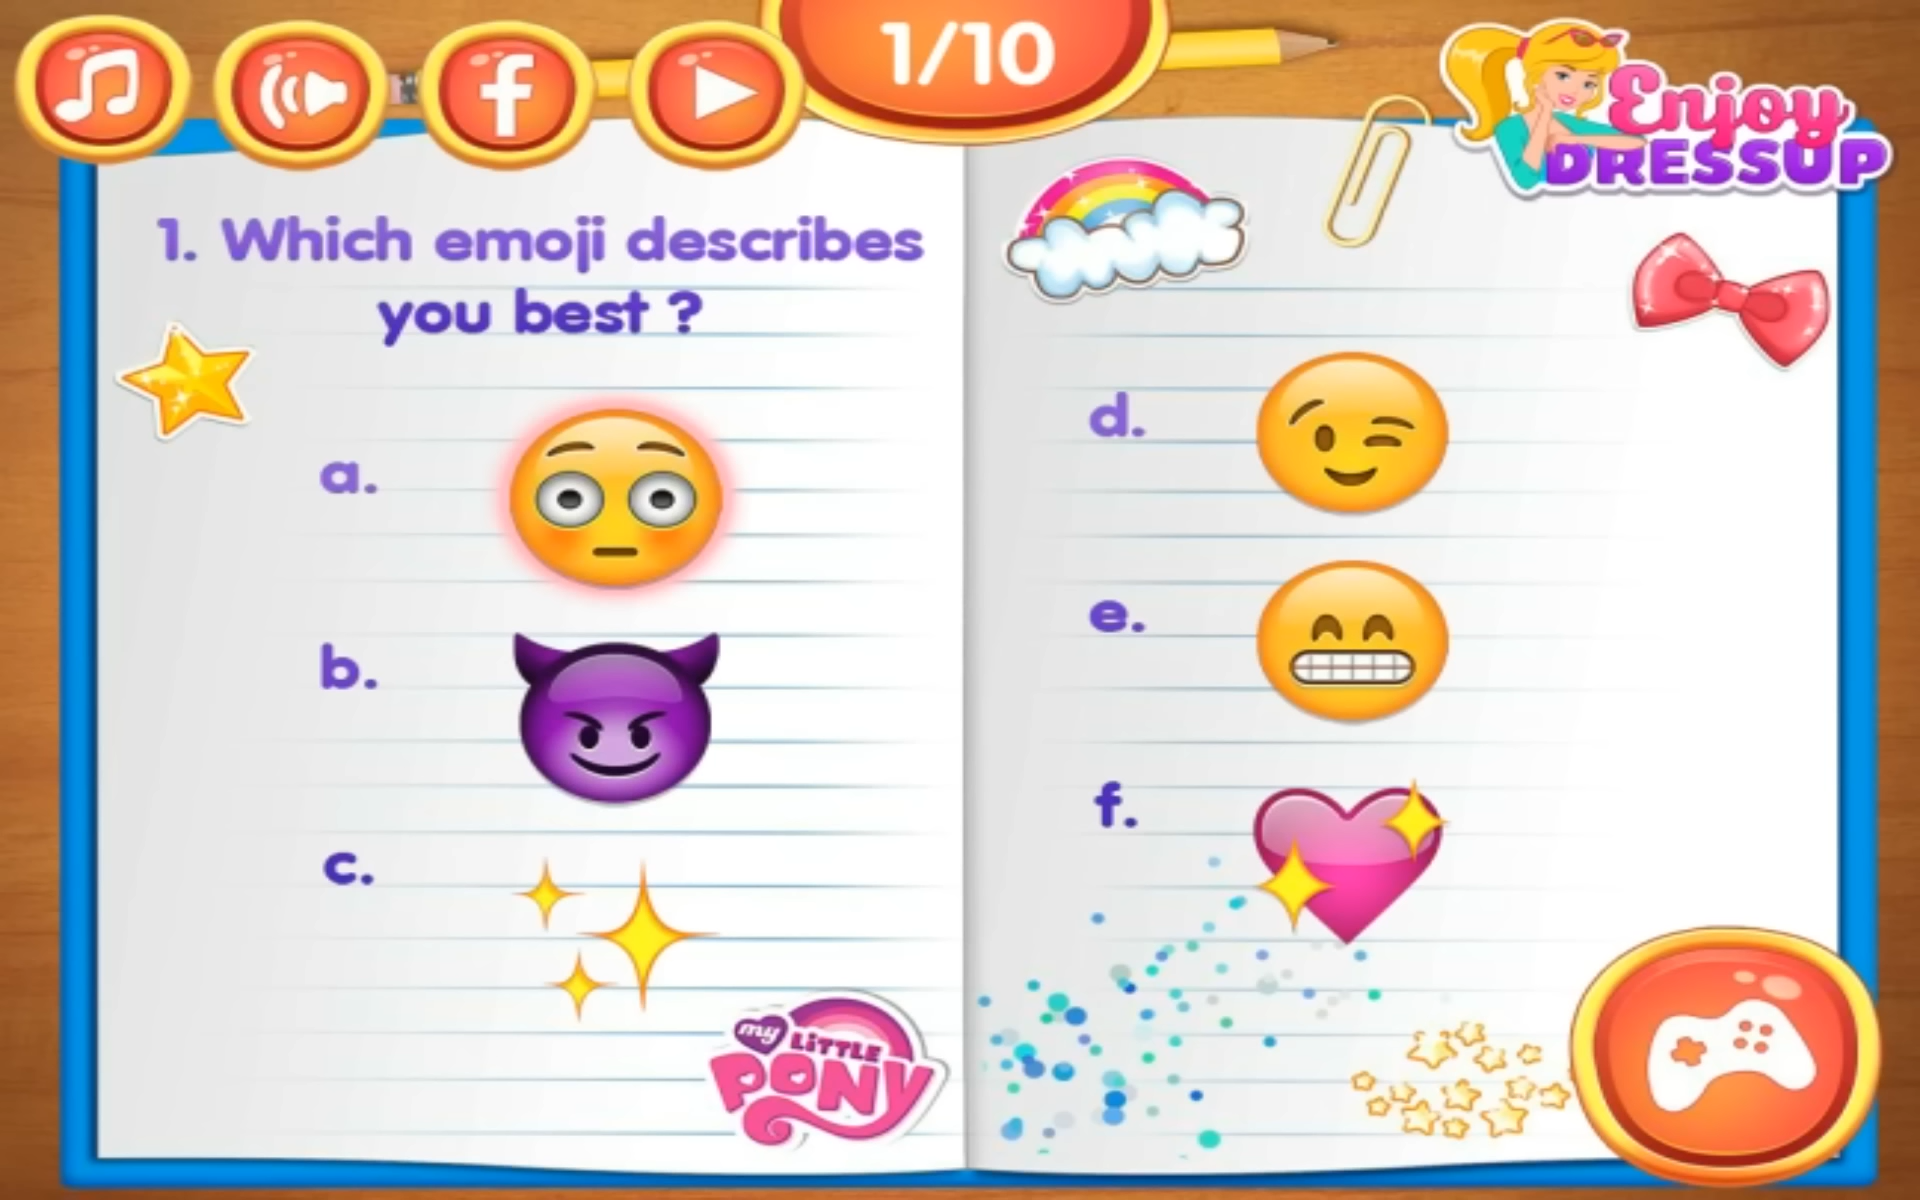 1/10
Enjoy
DRESSUP
1. Which emoji describes
you best ?
a.
b.
c.
d.
e.
f.
my
LiTTLE
PONY